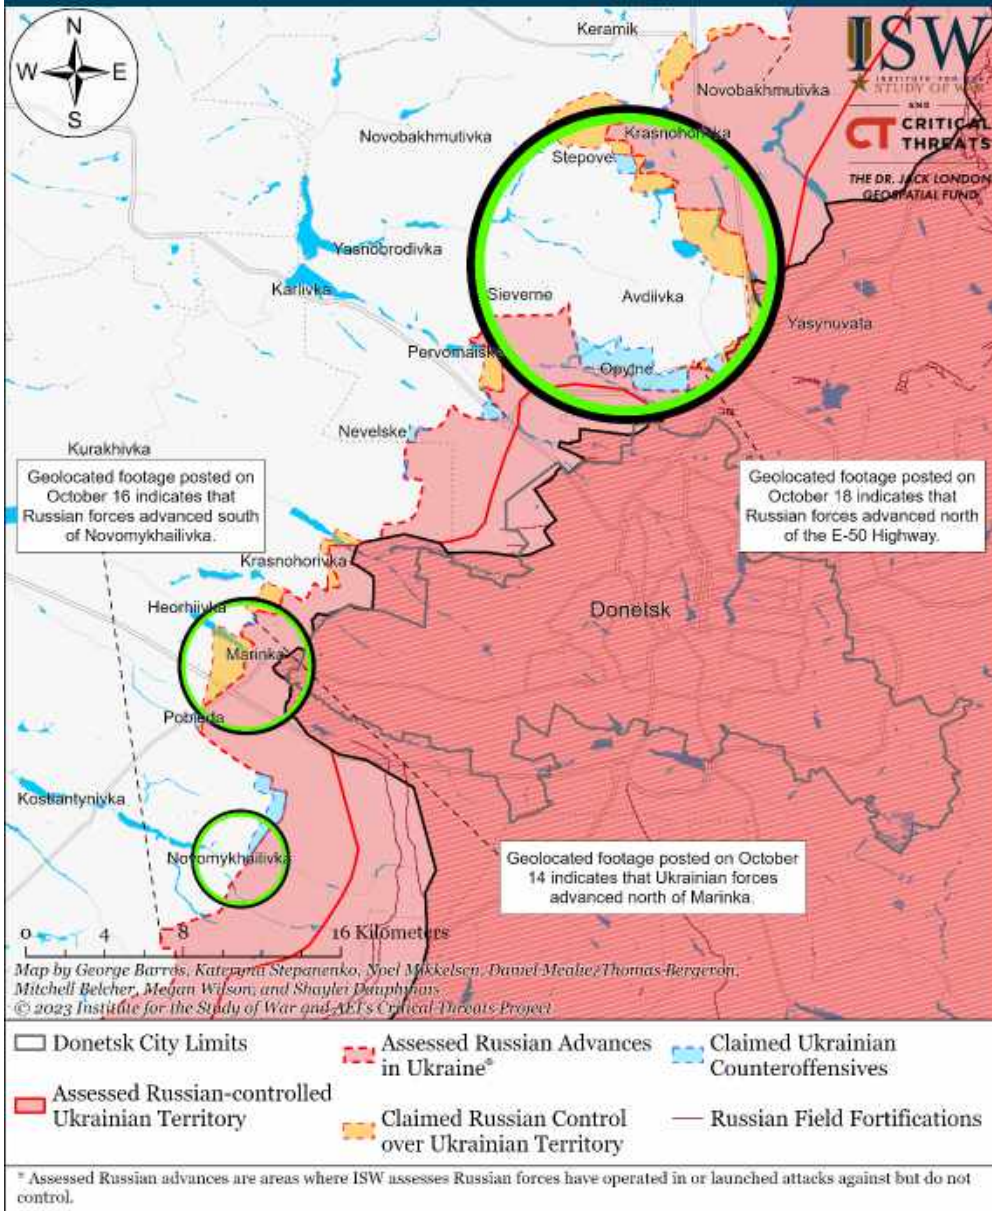 N
W E
S
ISW
INSTITUTE FOR THE
STUDY OF WAR
AND
CT CRITICAL
THREATS
THE DR. JACK LONDON
GEOSPATIAL FUND
Keramik
Novobakhmutivka
Novobakhmutivka
Krasnohorivka
Stepove
Yasnobrodivka
Karlivka
Sieverne
Avdiivka
Yasynuvata
Pervomaiske
Opytne
Nevelske
Kurakhivka
Geolocated footage posted on
October 16 indicates that
Russian forces advanced south
of Novomykhailivka.
Geolocated footage posted on
October 18 indicates that
Russian forces advanced north
of the E-50 Highway.
Krasnohorivka
Heorhiivka
Donetsk
Marinka
Pobieda
Kostiantynivka
Novomykhailivka
Geolocated footage posted on October
14 indicates that Ukrainian forces
advanced north of Marinka.
0 4 8 16 Kilometers
Map by George Barros, Kateryna Stepanenko, Noel Mikkelsen, Daniel Mealie, Thomas Bergeron,
Mitchell Belcher, Megan Wilson, and Shaylei Dauphinais
© 2023 Institute for the Study of War and AEI's Critical Threats Project
Donetsk City Limits
Assessed Russian-controlled
Ukrainian Territory
Assessed Russian Advances
in Ukraine*
Claimed Russian Control
over Ukrainian Territory
Claimed Ukrainian
Counteroffensives
Russian Field Fortifications
* Assessed Russian advances are areas where ISW assesses Russian forces have operated in or launched attacks against but do not
control.